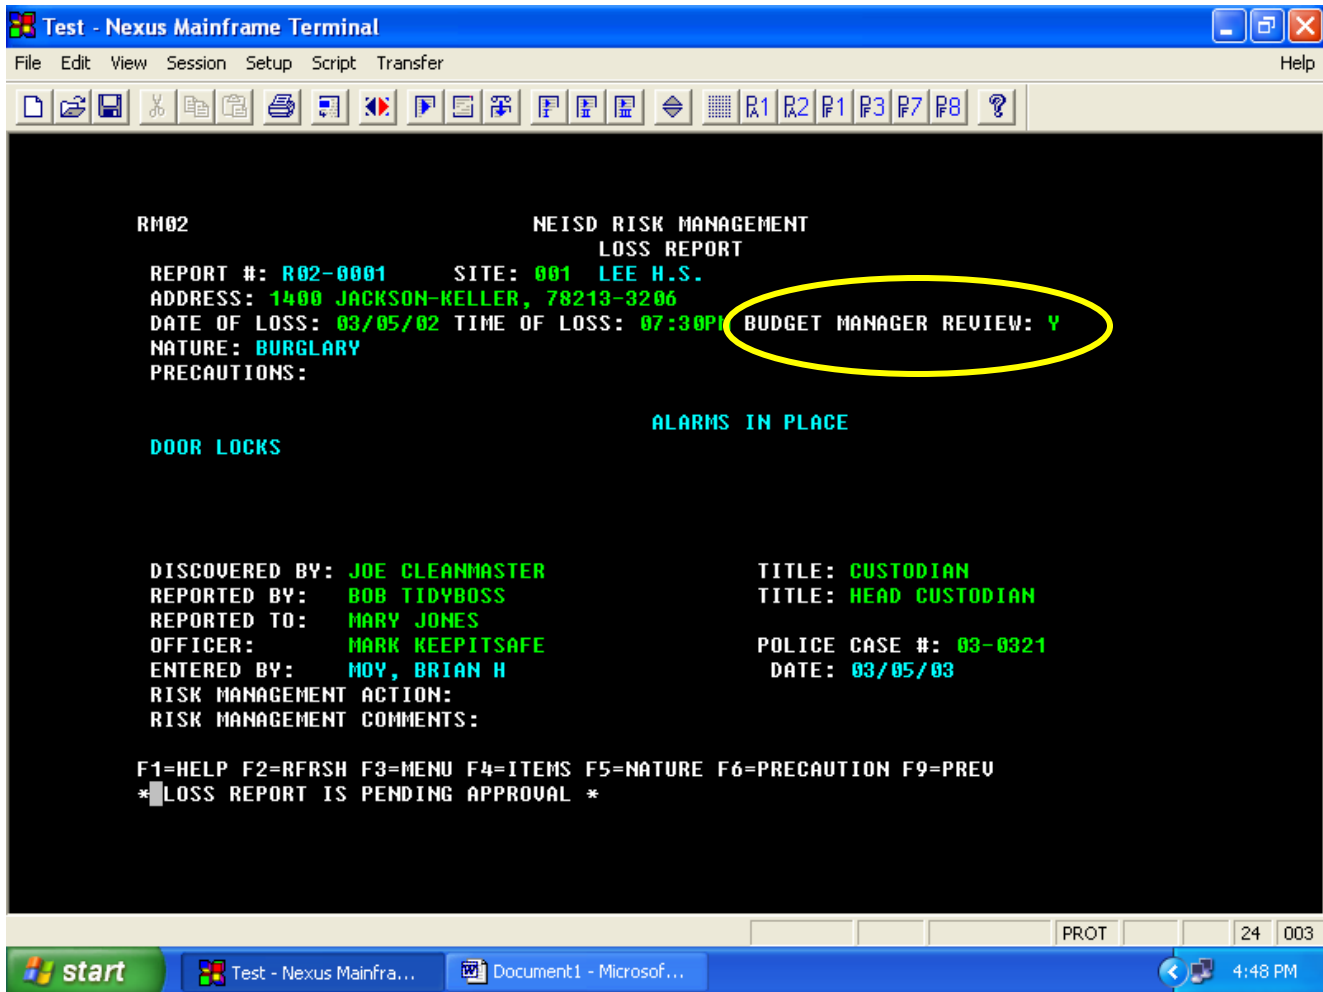 Test - Nexus Mainframe Terminal
File Edit View Session Setup Script Transfer Help
PA1 PA2 PF1 PF3 PF7 PF8
RM02 NEISD RISK MANAGEMENT
LOSS REPORT
REPORT #: R02-0001 SITE: 001 LEE H.S.
ADDRESS: 1400 JACKSON-KELLER, 78213-3206
DATE OF LOSS: 03/05/02 TIME OF LOSS: 07:30PM BUDGET MANAGER REVIEW: Y
NATURE: BURGLARY
PRECAUTIONS:
ALARMS IN PLACE
DOOR LOCKS
DISCOVERED BY: JOE CLEANMASTER TITLE: CUSTODIAN
REPORTED BY: BOB TIDYBOSS TITLE: HEAD CUSTODIAN
REPORTED TO: MARY JONES
OFFICER: MARK KEEPITSAFE POLICE CASE #: 03-0321
ENTERED BY: MOY, BRIAN H DATE: 03/05/03
RISK MANAGEMENT ACTION:
RISK MANAGEMENT COMMENTS:
F1=HELP F2=RFRSH F3=MENU F4=ITEMS F5=NATURE F6=PRECAUTION F9=PREV
* LOSS REPORT IS PENDING APPROVAL *
PROT 24 003
start Test - Nexus Mainfra... Document1 - Microsof... 4:48 PM